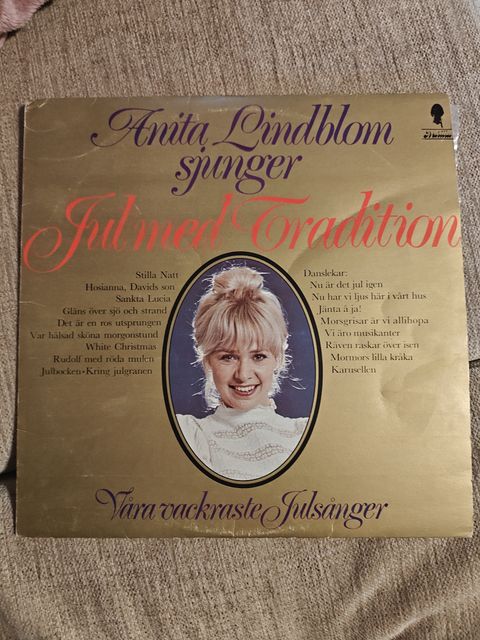 Anita Lindblom
sjunger
Jul med Tradition
Stilla Natt
Hosianna, Davids son
Sankta Lucia
Gläns över sjö och strand
Det är en ros utsprungen
Var hälsad sköna morgonstund
White Christmas
Rudolf med röda mulen
Julbocken•Kring julgranen
Danslekar:
Nu är det jul igen
Nu har vi ljus här i vårt hus
Jänta å ja!
Morsgrisar är vi allihopa
Vi äro musikanter
Räven raskar över isen
Mormors lilla kråka
Karusellen
Våra vackraste Julsånger